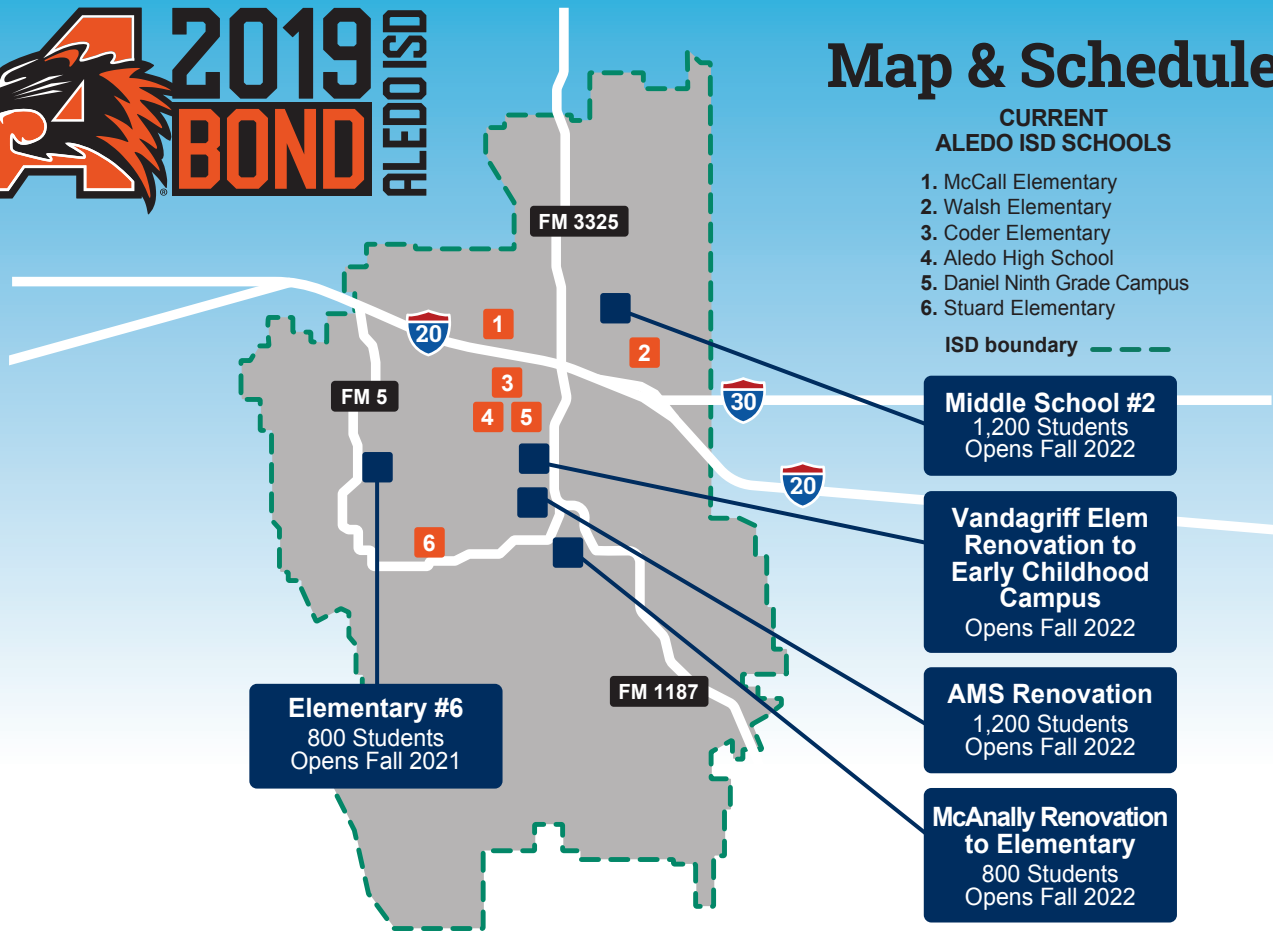 2019
BOND
ALEDO ISD
A
®
Map & Schedule
CURRENT
ALEDO ISD SCHOOLS
1. McCall Elementary
2. Walsh Elementary
3. Coder Elementary
4. Aledo High School
5. Daniel Ninth Grade Campus
6. Stuard Elementary
ISD boundary
FM 3325
20
1
2
3
4
5
FM 5
30
20
6
FM 1187
Middle School #2
1,200 Students
Opens Fall 2022
Vandagriff Elem
Renovation to
Early Childhood
Campus
Opens Fall 2022
AMS Renovation
1,200 Students
Opens Fall 2022
McAnally Renovation
to Elementary
800 Students
Opens Fall 2022
Elementary #6
800 Students
Opens Fall 2021